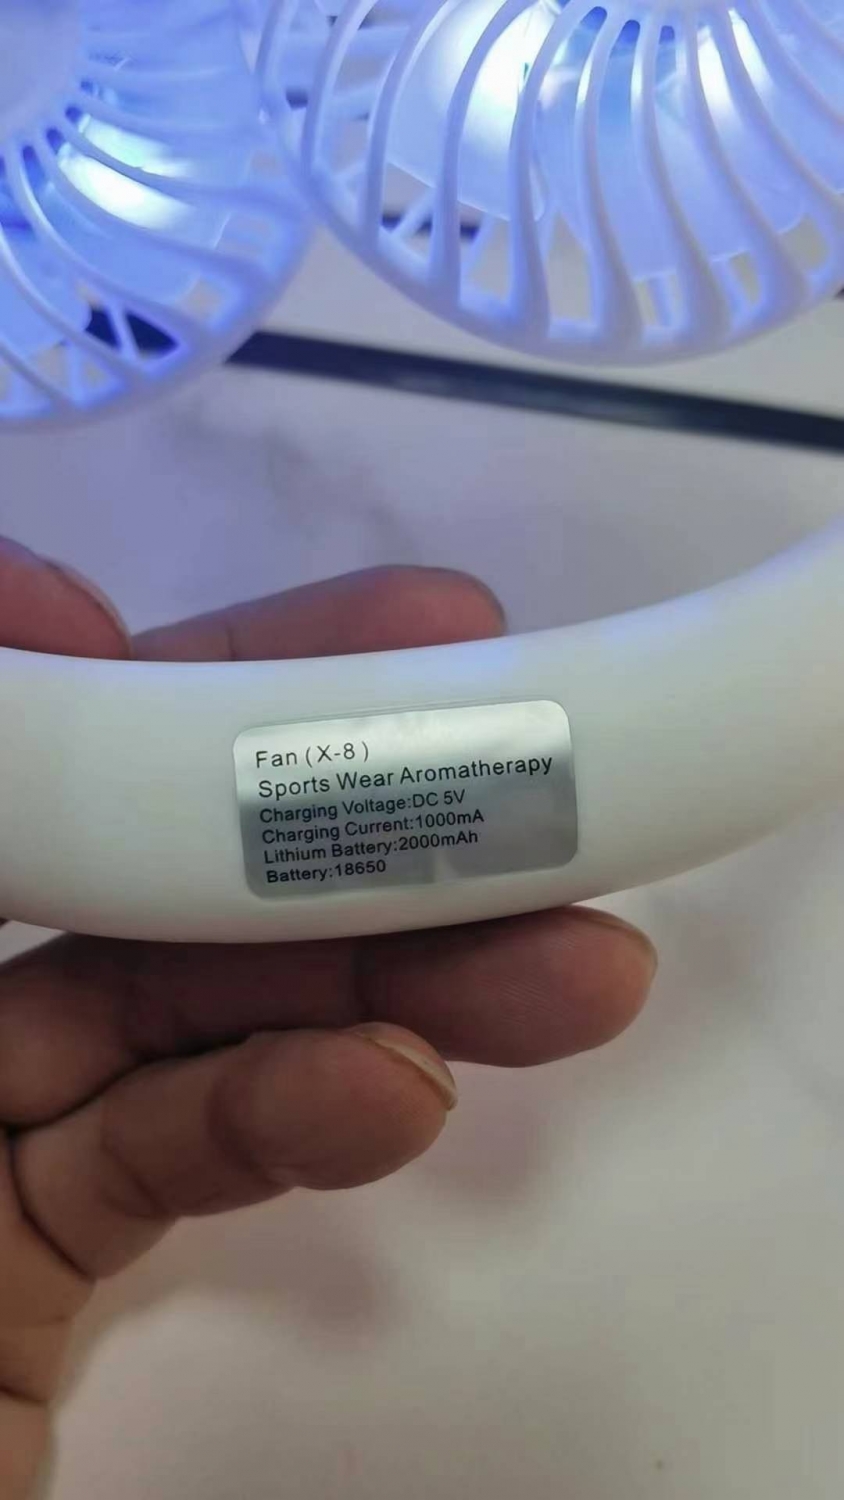 Fan (X-8)
Sports Wear Aromatherapy
Charging Voltage:DC 5V
Charging Current:1000mA
Lithium Battery:2000mAh
Battery:18650